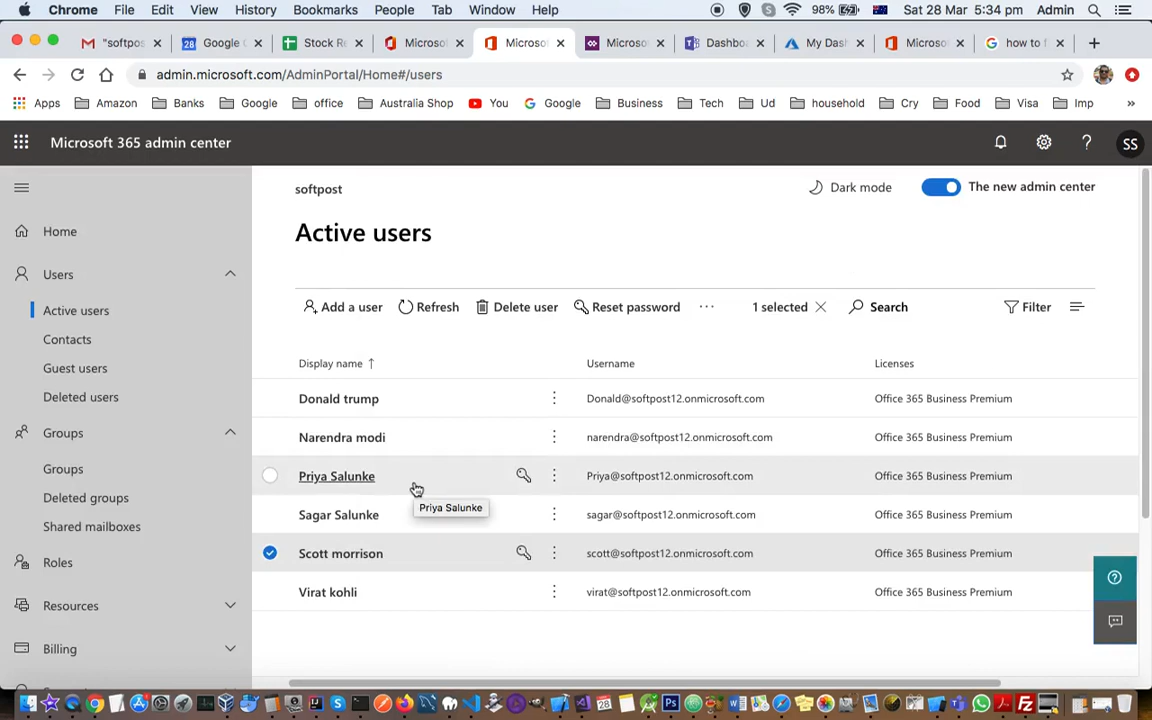 Chrome File Edit View History Bookmarks People Tab Window Help 98% Sat 28 Mar 5:34 pm Admin
"softpos Google C Stock Re Microso Microso Microso Dashboa My Dash Microso how to f
admin.microsoft.com/AdminPortal/Home#/users
Apps Amazon Banks Google office Australia Shop You Google Business Tech Ud household Cry Food Visa Imp »
Microsoft 365 admin center ? SS
softpost Dark mode The new admin center
Home
Active users
Users
Add a user Refresh Delete user Reset password ··· 1 selected Search Filter
Active users
Contacts
Guest users
Deleted users
Groups
Groups
Deleted groups
Shared mailboxes
Roles
Resources
Billing
Display name ↑ Username Licenses
Donald trump Donald@softpost12.onmicrosoft.com Office 365 Business Premium
Narendra modi narendra@softpost12.onmicrosoft.com Office 365 Business Premium
Priya Salunke Priya@softpost12.onmicrosoft.com Office 365 Business Premium
Priya Salunke
Sagar Salunke sagar@softpost12.onmicrosoft.com Office 365 Business Premium
Scott morrison scott@softpost12.onmicrosoft.com Office 365 Business Premium
Virat kohli virat@softpost12.onmicrosoft.com Office 365 Business Premium